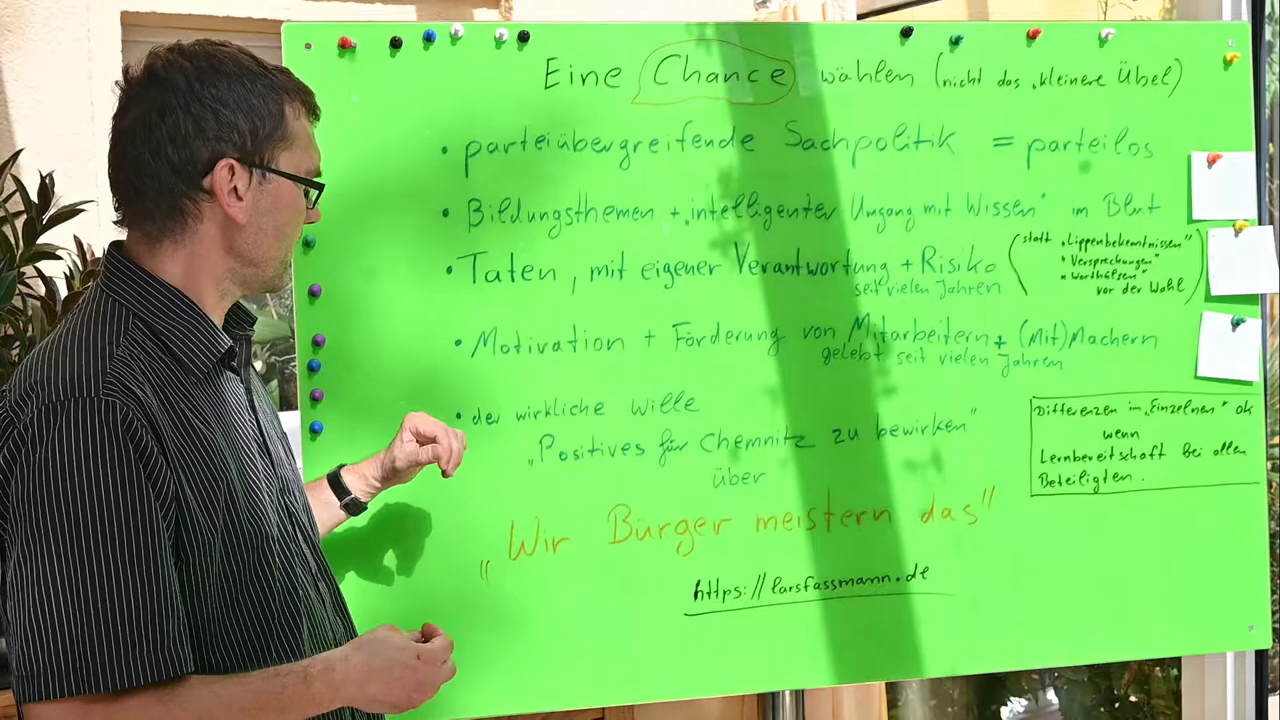 Eine Chance wählen (nicht das "kleinere Übel)
• parteiübergreifende Sachpolitik = parteilos
• Bildungsthemen + "intelligenter Umgang mit Wissen" im Blut
• Taten, mit eigener Verantwortung + Risiko
seit vielen Jahren
(statt "Lippenbekenntnissen"
" Versprechungen"
" Worthülsen"
vor der Wahl)
• Motivation + Förderung von Mitarbeitern + (Mit)Machern
gelebt seit vielen Jahren
• der wirkliche Wille
"Positives für Chemnitz zu bewirken"
über
"Wir Bürger meistern das"
https://larsfassmann.de
Differenzen im "Einzelnen" ok
wenn
Lernbereitschaft bei allen
Beteiligten.